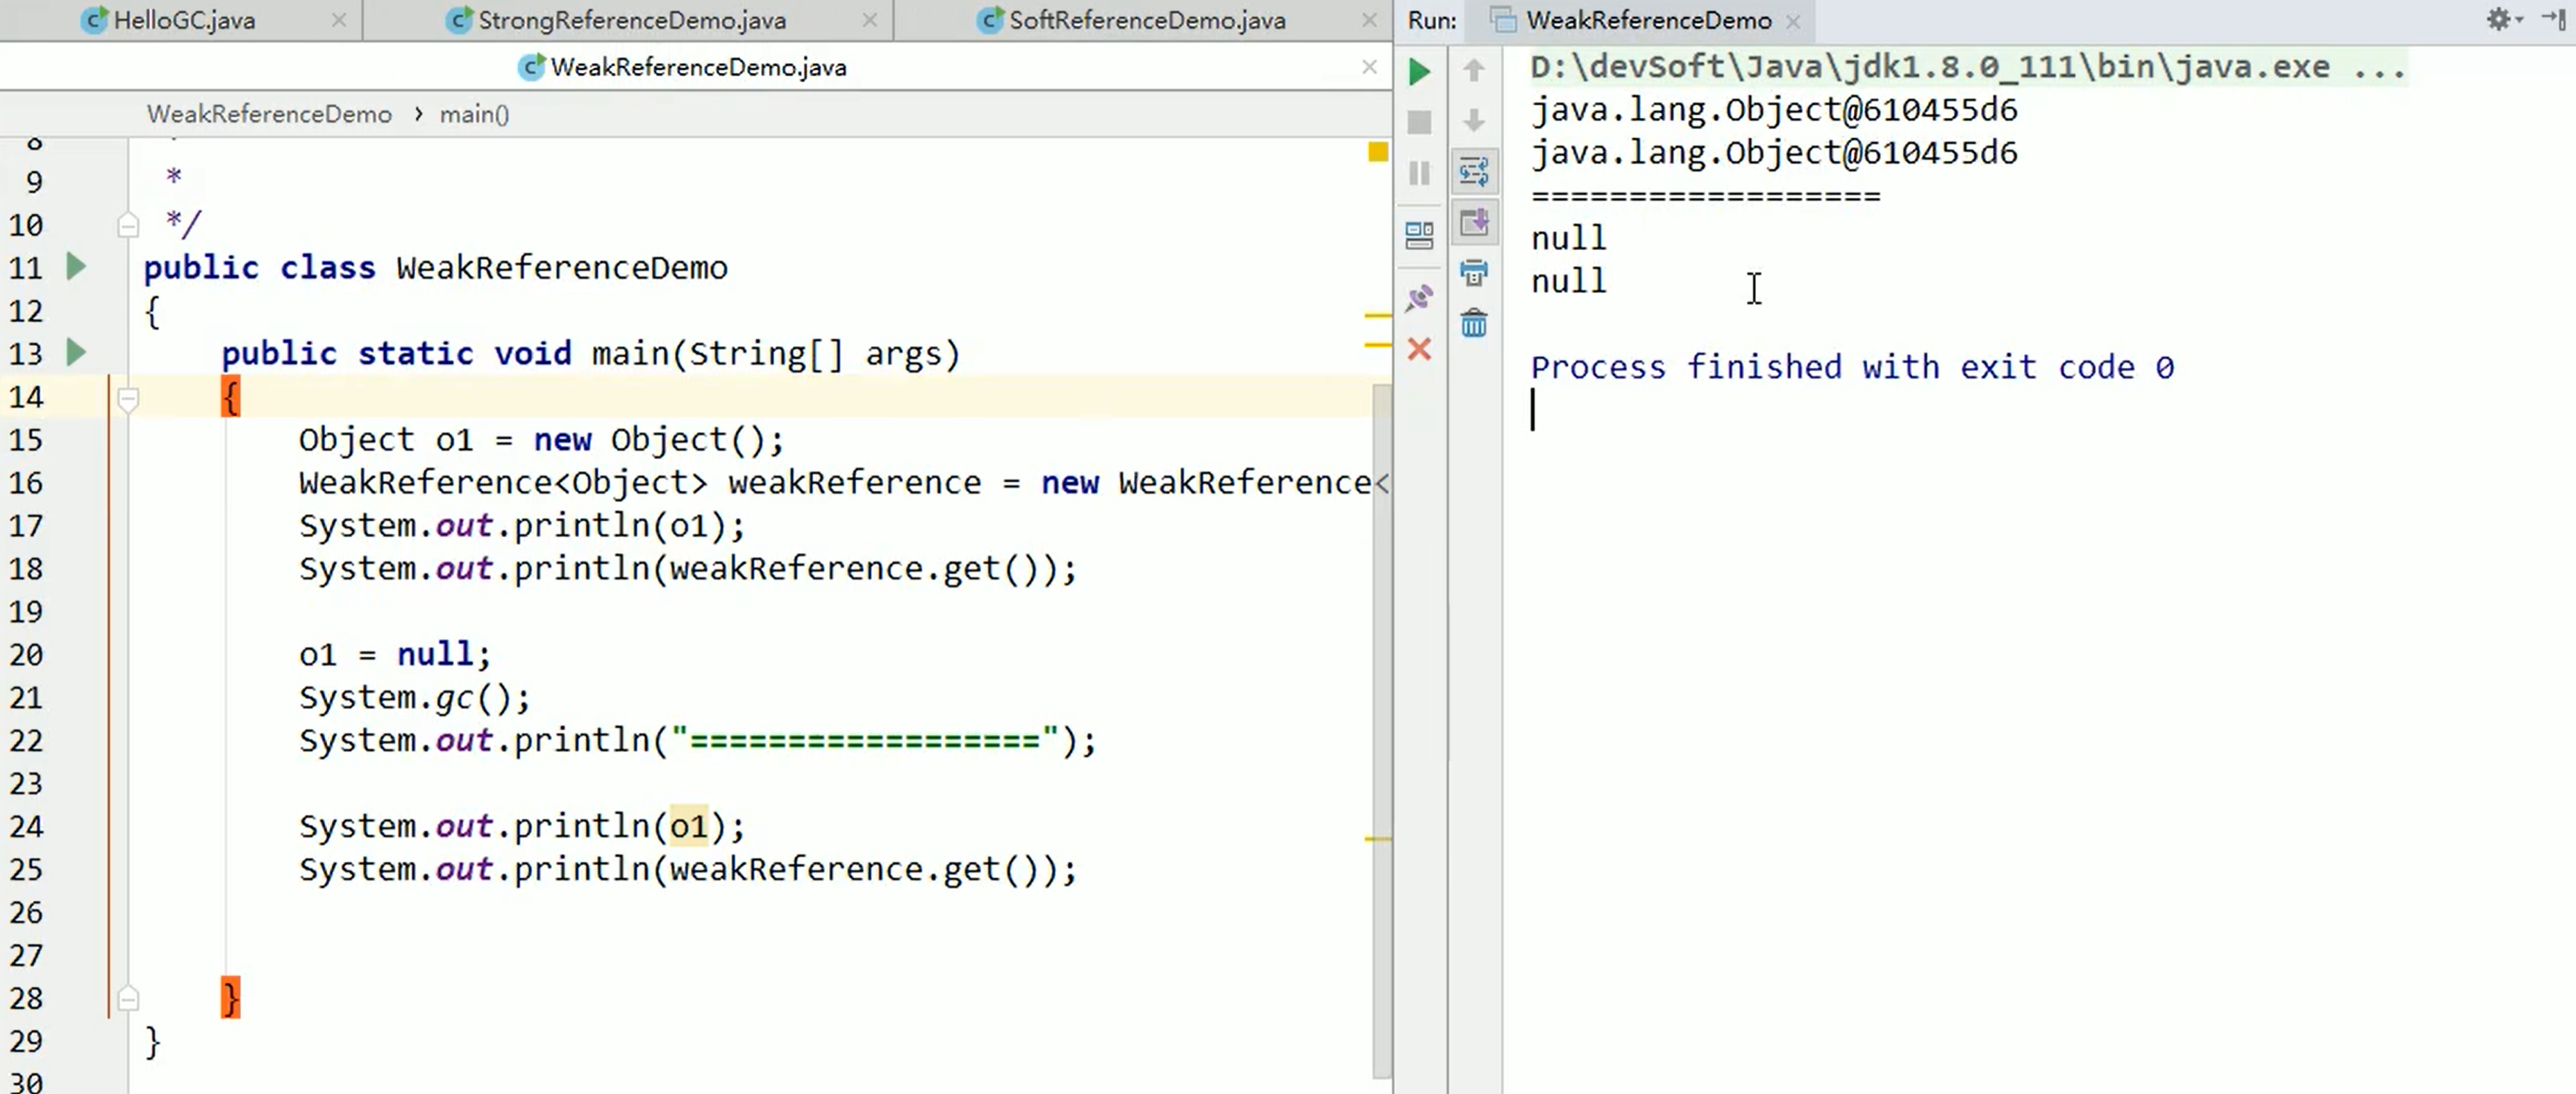 HelloGC.java
StrongReferenceDemo.java
SoftReferenceDemo.java
WeakReferenceDemo.java
WeakReferenceDemo › main()
8 *
9 *
10 */
11 public class WeakReferenceDemo
12 {
13 public static void main(String[] args)
14 {
15 Object o1 = new Object();
16 WeakReference<Object> weakReference = new WeakReference<
17 System.out.println(o1);
18 System.out.println(weakReference.get());
19
20 o1 = null;
21 System.gc();
22 System.out.println("==================");
23
24 System.out.println(o1);
25 System.out.println(weakReference.get());
26
27
28 }
29 }
30
Run: WeakReferenceDemo
D:\devSoft\Java\jdk1.8.0_111\bin\java.exe ...
java.lang.Object@610455d6
java.lang.Object@610455d6
==================
null
null
Process finished with exit code 0